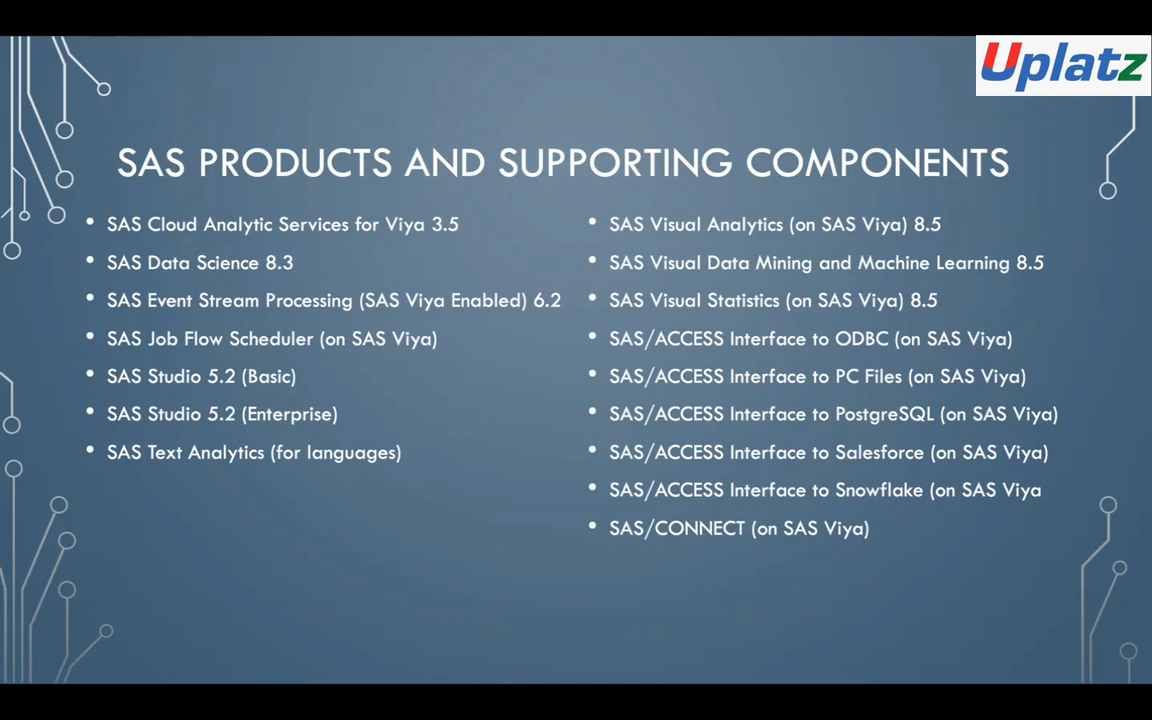 Uplatz
SAS PRODUCTS AND SUPPORTING COMPONENTS
• SAS Cloud Analytic Services for Viya 3.5
• SAS Data Science 8.3
• SAS Event Stream Processing (SAS Viya Enabled) 6.2
• SAS Job Flow Scheduler (on SAS Viya)
• SAS Studio 5.2 (Basic)
• SAS Studio 5.2 (Enterprise)
• SAS Text Analytics (for languages)
• SAS Visual Analytics (on SAS Viya) 8.5
• SAS Visual Data Mining and Machine Learning 8.5
• SAS Visual Statistics (on SAS Viya) 8.5
• SAS/ACCESS Interface to ODBC (on SAS Viya)
• SAS/ACCESS Interface to PC Files (on SAS Viya)
• SAS/ACCESS Interface to PostgreSQL (on SAS Viya)
• SAS/ACCESS Interface to Salesforce (on SAS Viya)
• SAS/ACCESS Interface to Snowflake (on SAS Viya
• SAS/CONNECT (on SAS Viya)